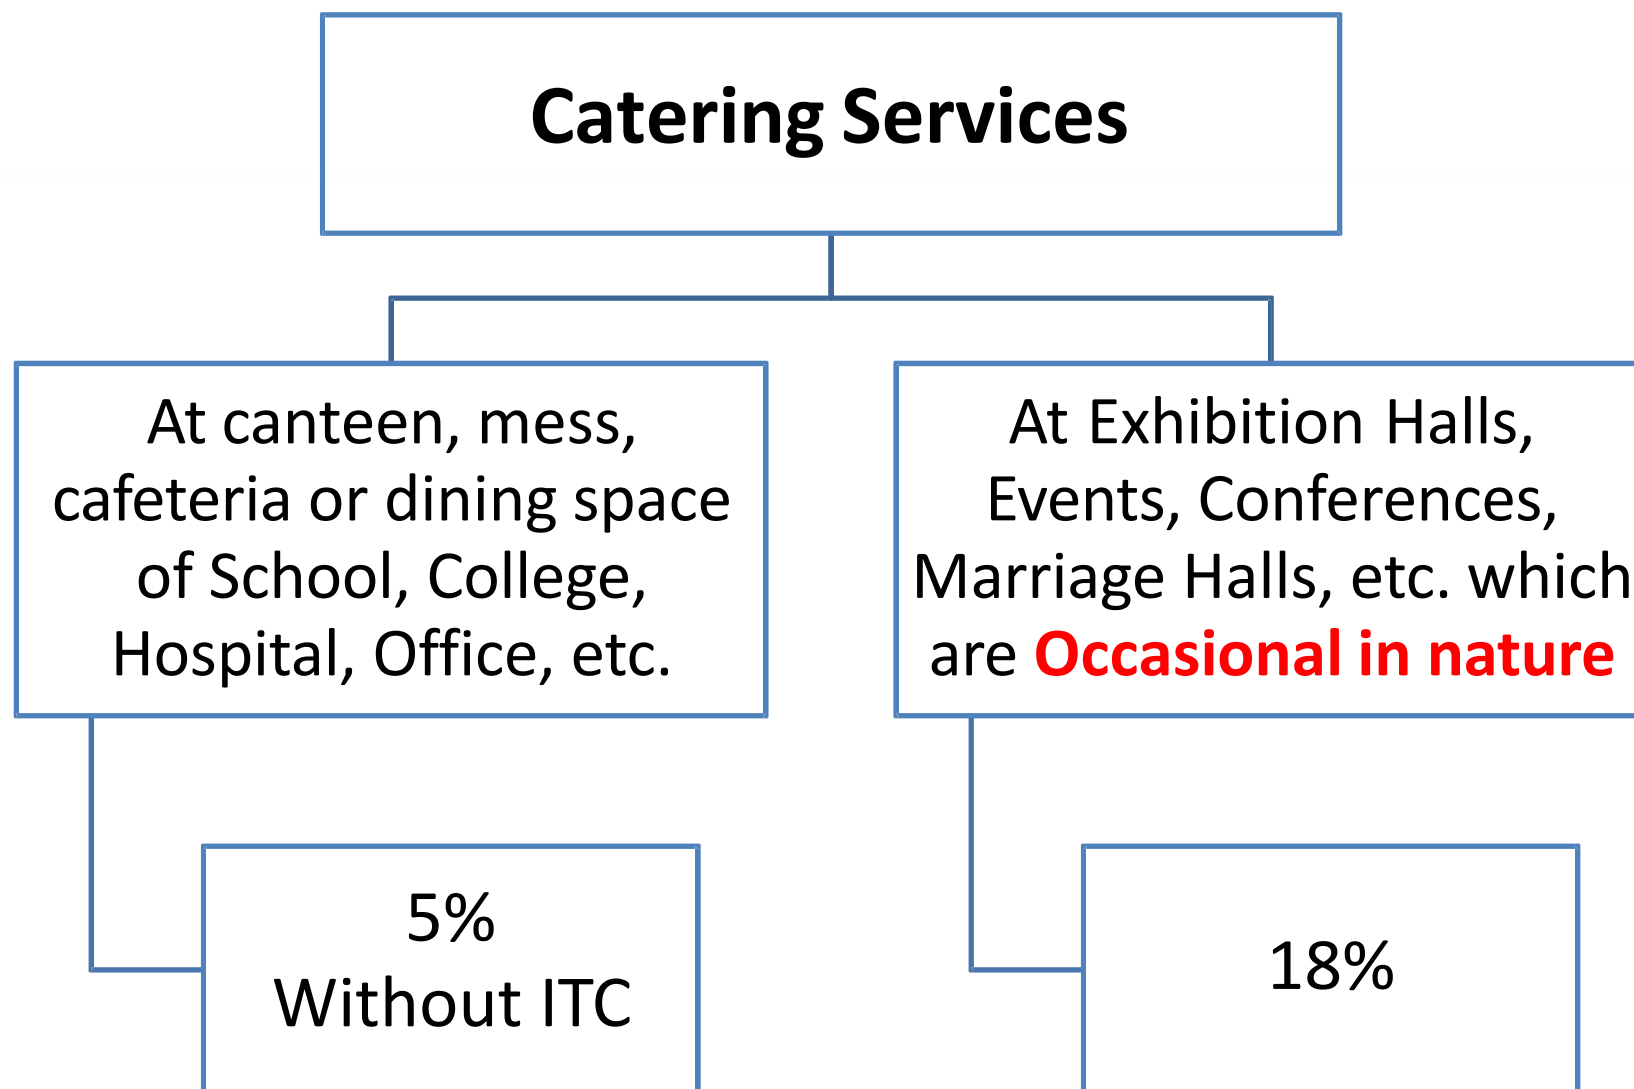 Catering Services
At canteen, mess,
cafeteria or dining space
of School, College,
Hospital, Office, etc.
At Exhibition Halls,
Events, Conferences,
Marriage Halls, etc. which
are Occasional in nature
5%
Without ITC
18%